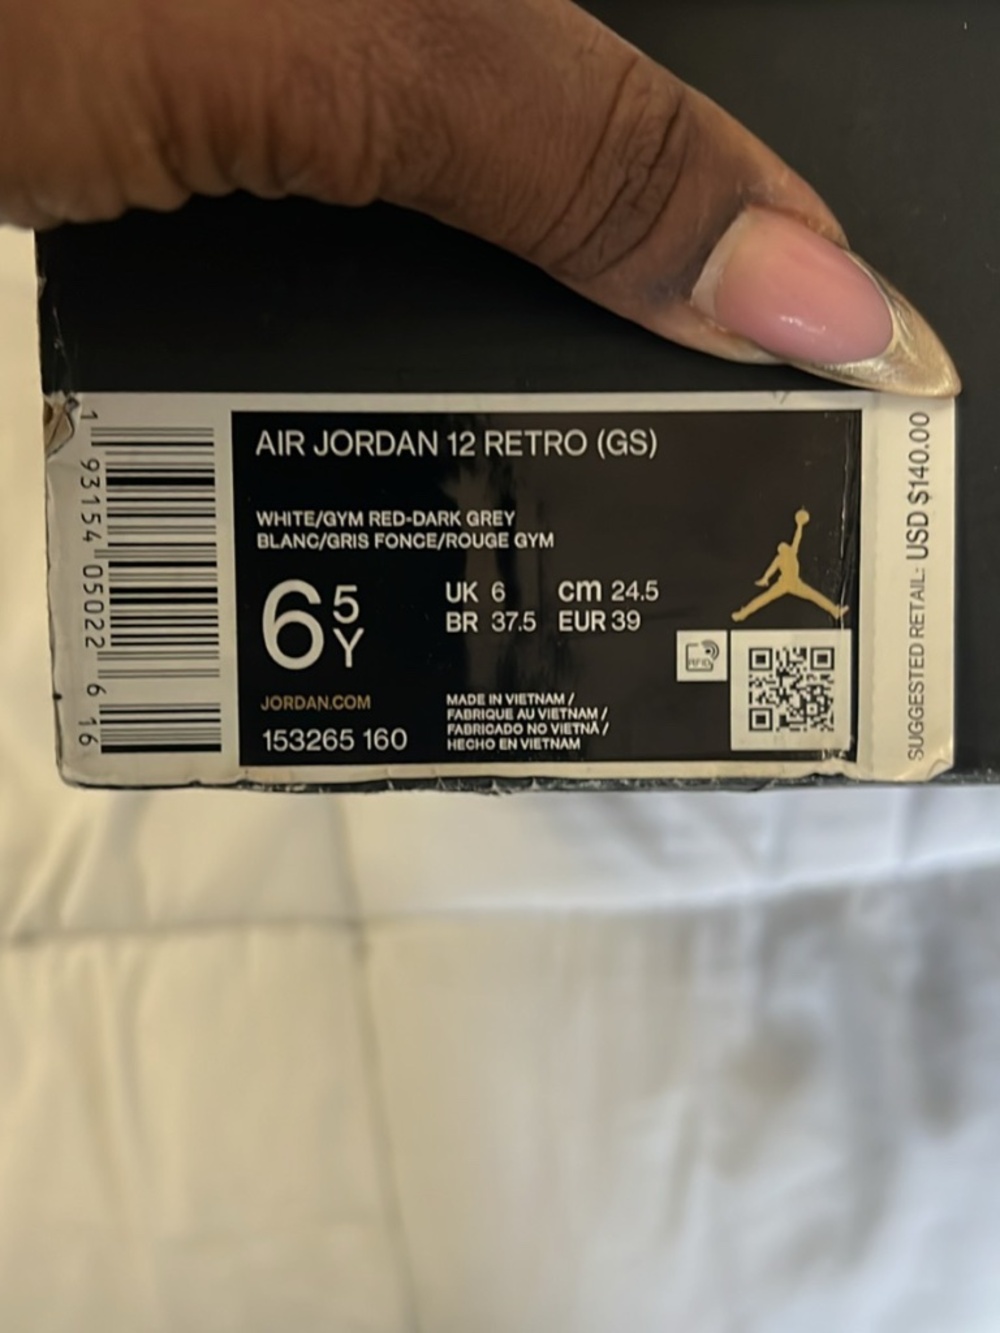 AIR JORDAN 12 RETRO (GS)
WHITE/GYM RED-DARK GREY
BLANC/GRIS FONCE/ROUGE GYM
6 5 Y
UK 6 cm 24.5
BR 37.5 EUR 39
RFID
JORDAN.COM
153265 160
MADE IN VIETNAM /
FABRIQUE AU VIETNAM /
FABRICADO NO VIETNÃ /
HECHO EN VIETNAM
1 93154 05022 6 16
SUGGESTED RETAIL: USD $140.00